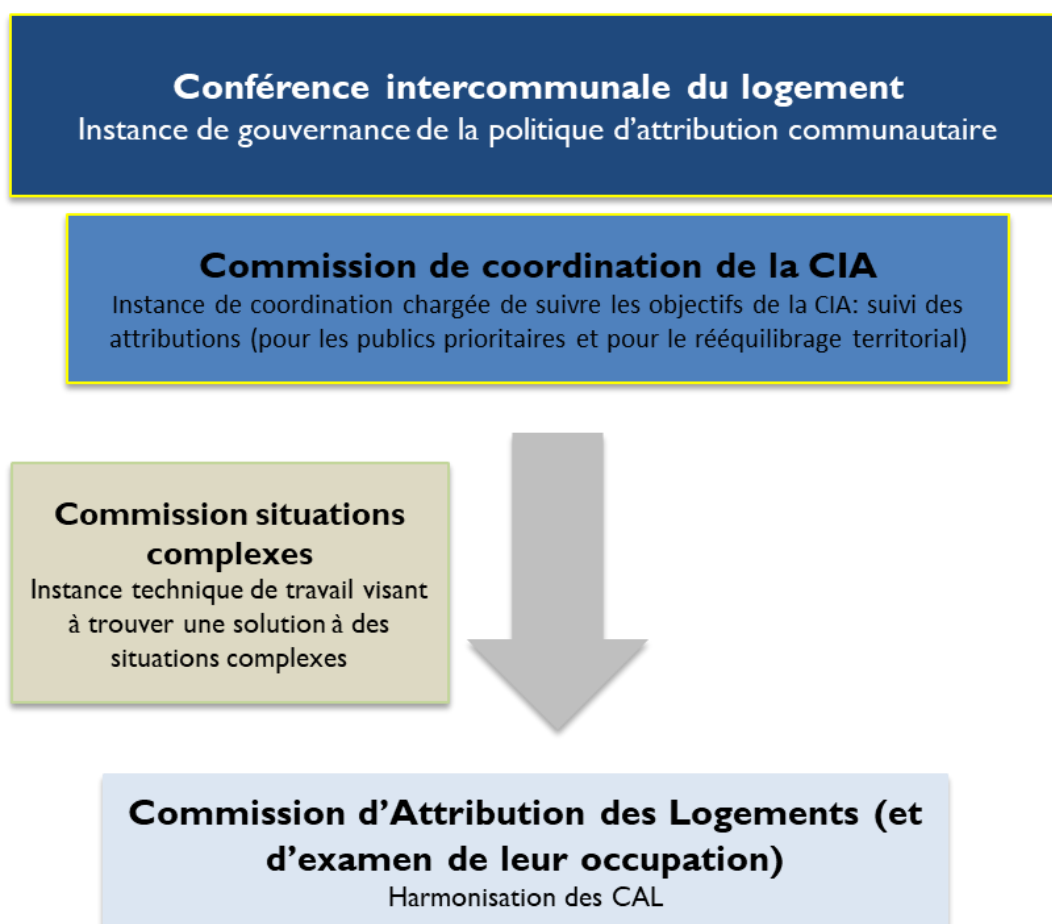 Conférence intercommunale du logement
Instance de gouvernance de la politique d’attribution communautaire
Commission de coordination de la CIA
Instance de coordination chargée de suivre les objectifs de la CIA: suivi des
attributions (pour les publics prioritaires et pour le rééquilibrage territorial)
Commission situations
complexes
Instance technique de travail visant
à trouver une solution à des
situations complexes
Commission d’Attribution des Logements (et
d’examen de leur occupation)
Harmonisation des CAL